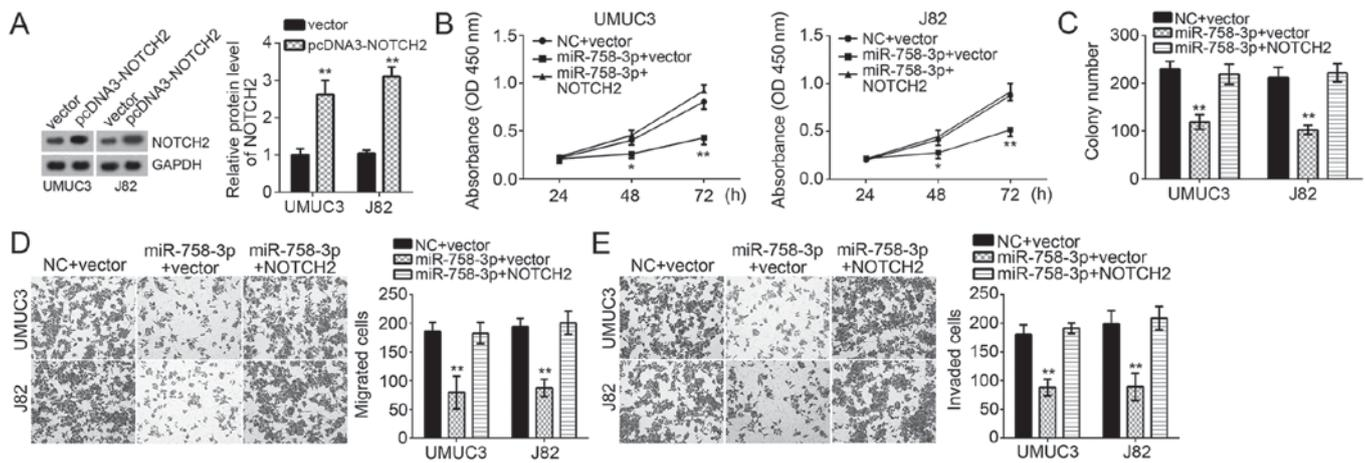 A
vector
pcDNA3-NOTCH2
vector
pcDNA3-NOTCH2
NOTCH2
GAPDH
UMUC3 J82
vector
pcDNA3-NOTCH2
Relative protein level
of NOTCH2
4
3
2
1
0
**
**
UMUC3 J82
B
UMUC3
NC+vector
miR-758-3p+vector
miR-758-3p+
NOTCH2
Absorbance (OD 450 nm)
1.5
1.0
0.5
0.0
*
**
24 48 72 (h)
J82
NC+vector
miR-758-3p+vector
miR-758-3p+
NOTCH2
Absorbance (OD 450 nm)
1.5
1.0
0.5
0.0
*
**
24 48 72 (h)
C
NC+vector
miR-758-3p+vector
miR-758-3p+NOTCH2
Colony number
300
200
100
0
**
**
UMUC3 J82
D
NC+vector
miR-758-3p
+vector
miR-758-3p
+NOTCH2
UMUC3
J82
NC+vector
miR-758-3p+vector
miR-758-3p+NOTCH2
Migrated cells
250
200
150
100
50
0
**
**
UMUC3 J82
E
NC+vector
miR-758-3p
+vector
miR-758-3p
+NOTCH2
UMUC3
J82
NC+vector
miR-758-3p+vector
miR-758-3p+NOTCH2
Invaded cells
250
200
150
100
50
0
**
**
UMUC3 J82